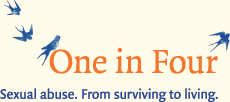 One in Four
Sexual abuse. From surviving to living.